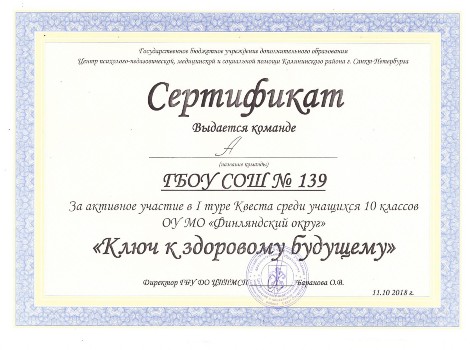 Государственное бюджетное учреждение дополнительного образования
Центр психолого-педагогической, медицинской и социальной помощи Калининского района г. Санкт-Петербурга
Сертификат
Выдается команде
А
(название команды)
ГБОУ СОШ № 139
За активное участие в I туре Квеста среди учащихся 10 классов
ОУ МО «Финляндский округ»
«Ключ к здоровому будущему»
Директор ГБУ ДО ЦППМСП Баранова О.В.
11.10 2018 г.